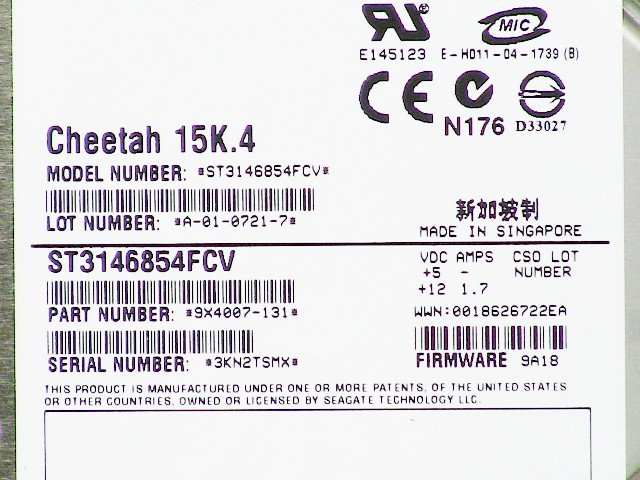 MIC
E145123 E-H011-04-1739 (B)
CE
N176 D33027
Cheetah 15K.4
MODEL NUMBER: *ST3146854FCV*
LOT NUMBER: *A-01-0721-7*
新加坡制
MADE IN SINGAPORE
ST3146854FCV
VDC AMPS CSO LOT
+5 - NUMBER
+12 1.7
PART NUMBER: *9X4007-131*
WWN:0018626722EA
SERIAL NUMBER: *3KN2TSMX*
FIRMWARE 9A18
THIS PRODUCT IS MANUFACTURED UNDER ONE OR MORE PATENTS, OF THE UNITED STATES
OR OTHER COUNTRIES, OWNED OR LICENSED BY SEAGATE TECHNOLOGY LLC.